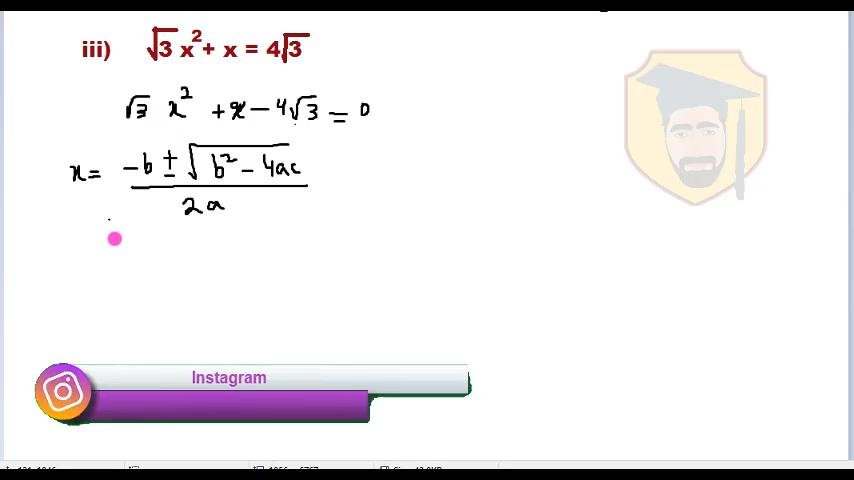 iii) √3 x² + x = 4√3
√3 x² + x - 4√3 = 0
x = (-b ± √(b² - 4ac)) / 2a
Instagram